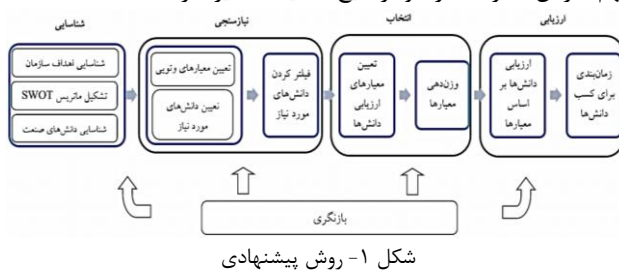 شناسایی
نیازسنجی
انتخاب
ارزیابی
شناسایی اهداف سازمان
تشکیل ماتریس SWOT
شناسایی دانش‌های صنعت
تعیین معیارهای وتویی
تعیین دانش‌های
مورد نیاز
فیلتر کردن
دانش‌های
مورد نیاز
تعیین
معیارهای
ارزیابی
دانش‌ها
وزن‌دهی
معیارها
ارزیابی
دانش‌ها بر
اساس
معیارها
زمان‌بندی
برای کسب
دانش‌ها
بازنگری
شکل ۱- روش پیشنهادی